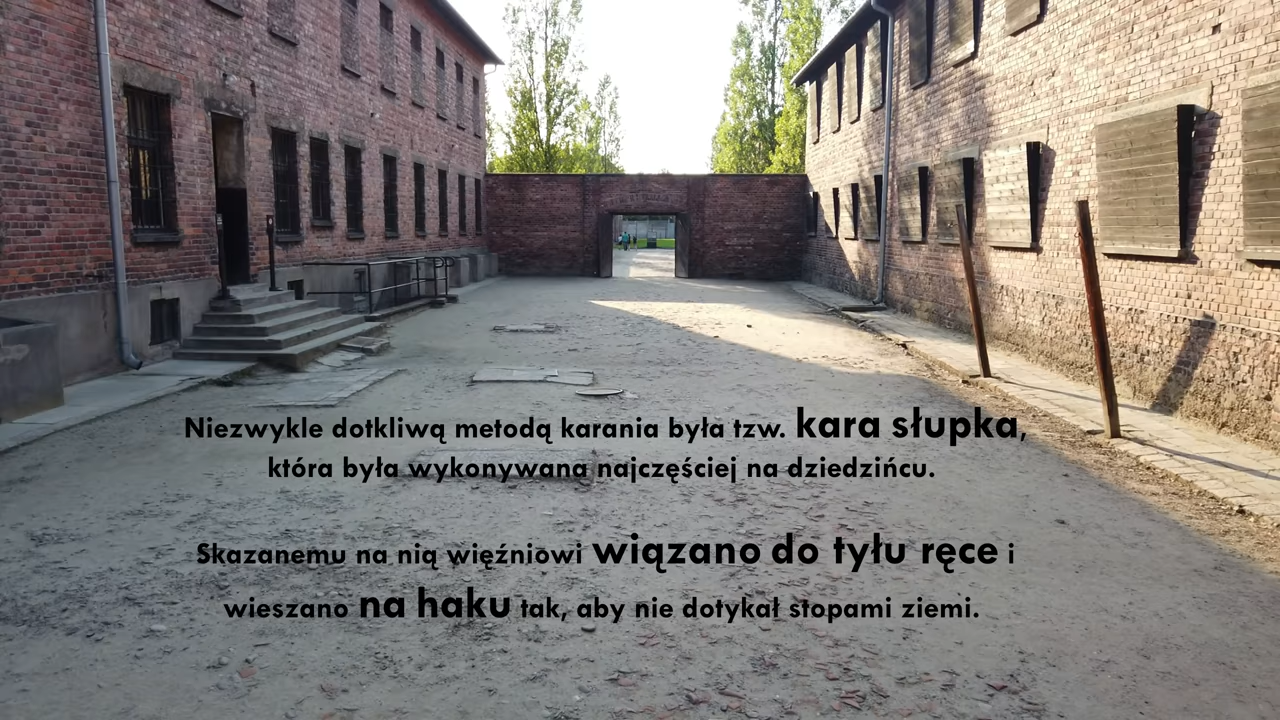 Niezwykle dotkliwą metodą karania była tzw. kara słupka,
która była wykonywana najczęściej na dziedzińcu.
Skazanemu na nią więźniowi wiązano do tyłu ręce i
wieszano na haku tak, aby nie dotykał stopami ziemi.